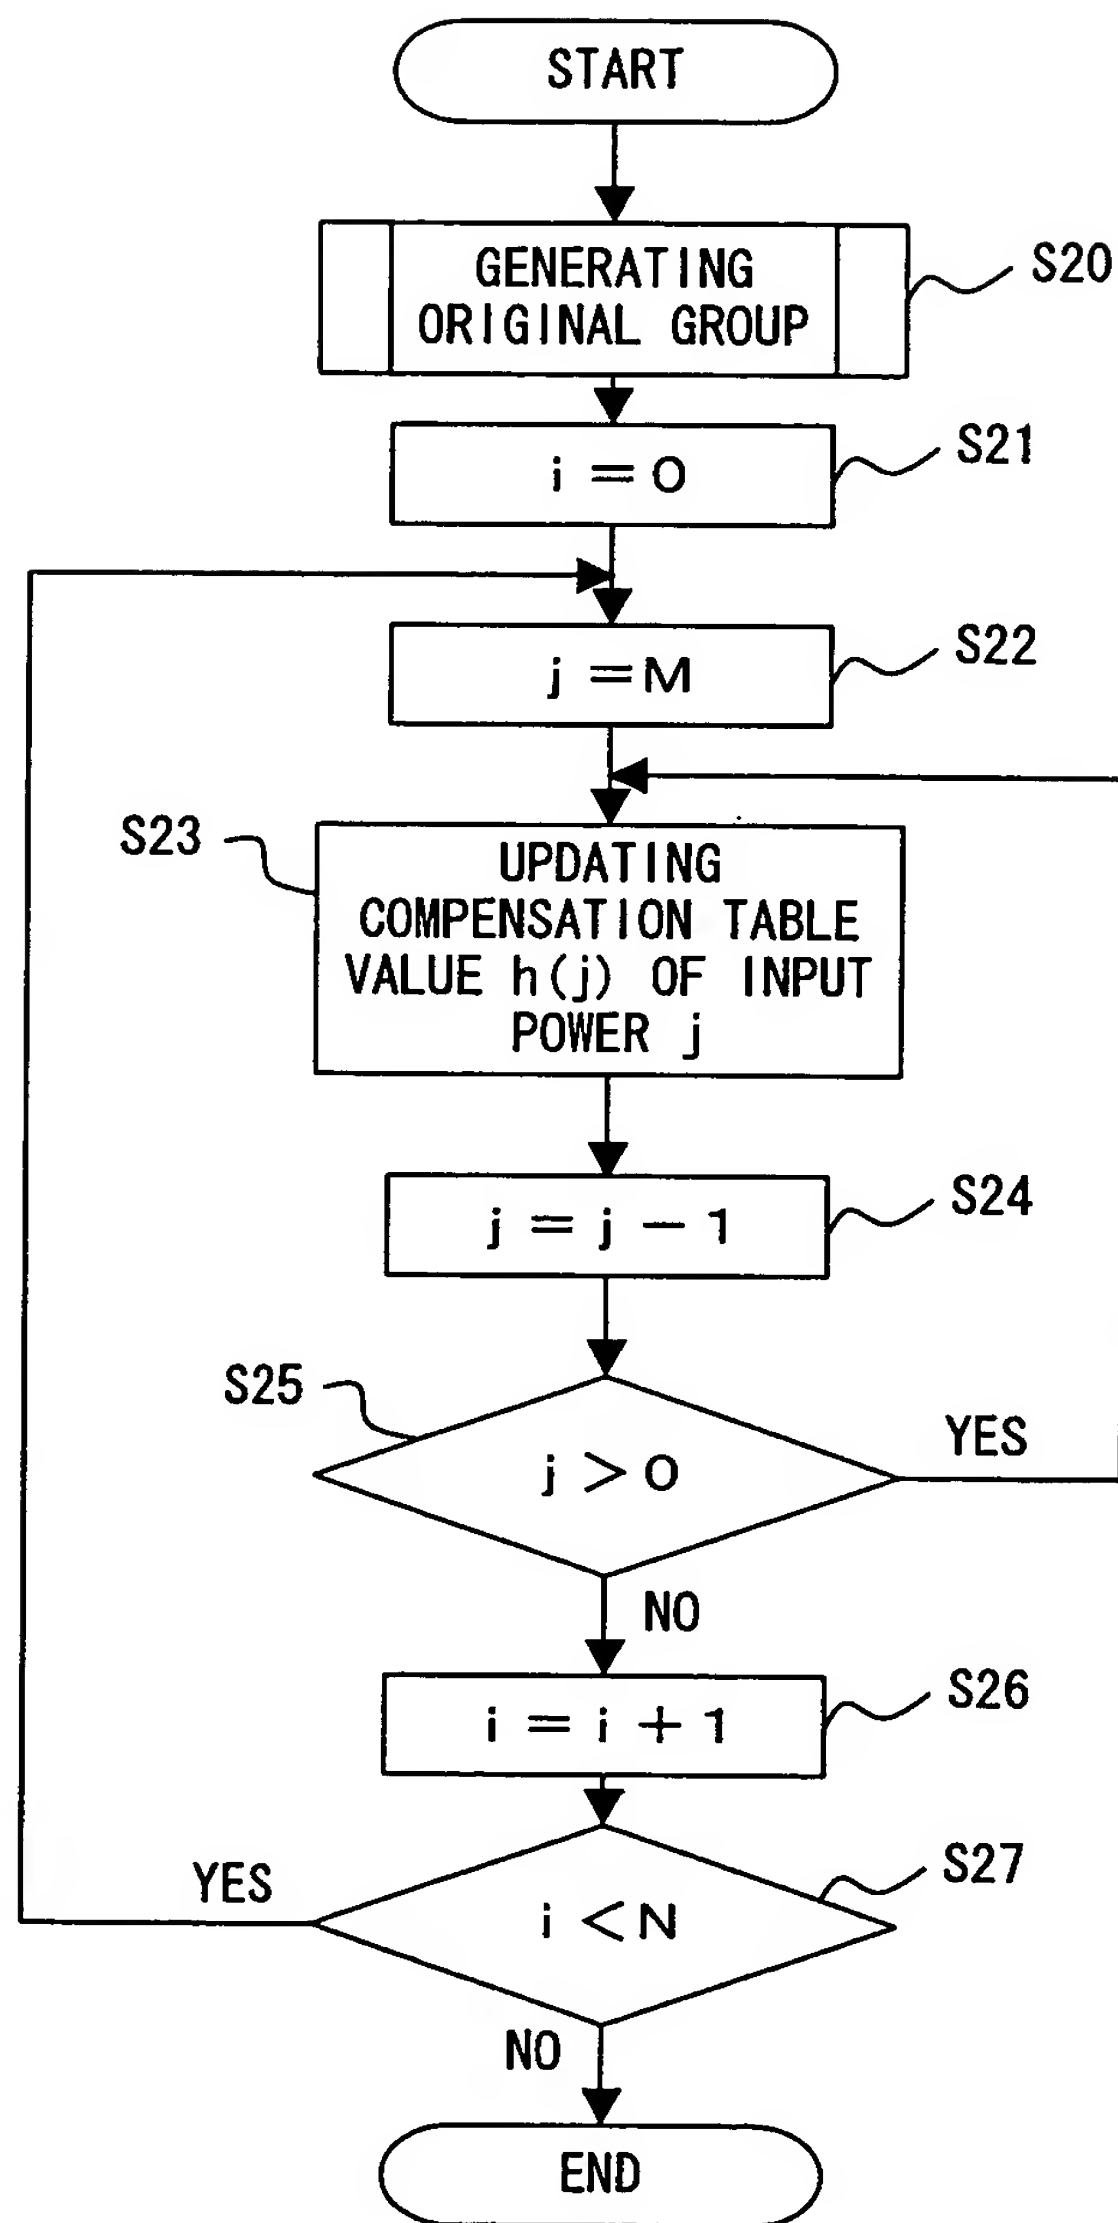 START
GENERATING
ORIGINAL GROUP
S20
i = 0
S21
j = M
S22
S23
UPDATING
COMPENSATION TABLE
VALUE h(j) OF INPUT
POWER j
j = j - 1
S24
S25
j > 0
YES
NO
i = i + 1
S26
YES
i < N
S27
NO
END